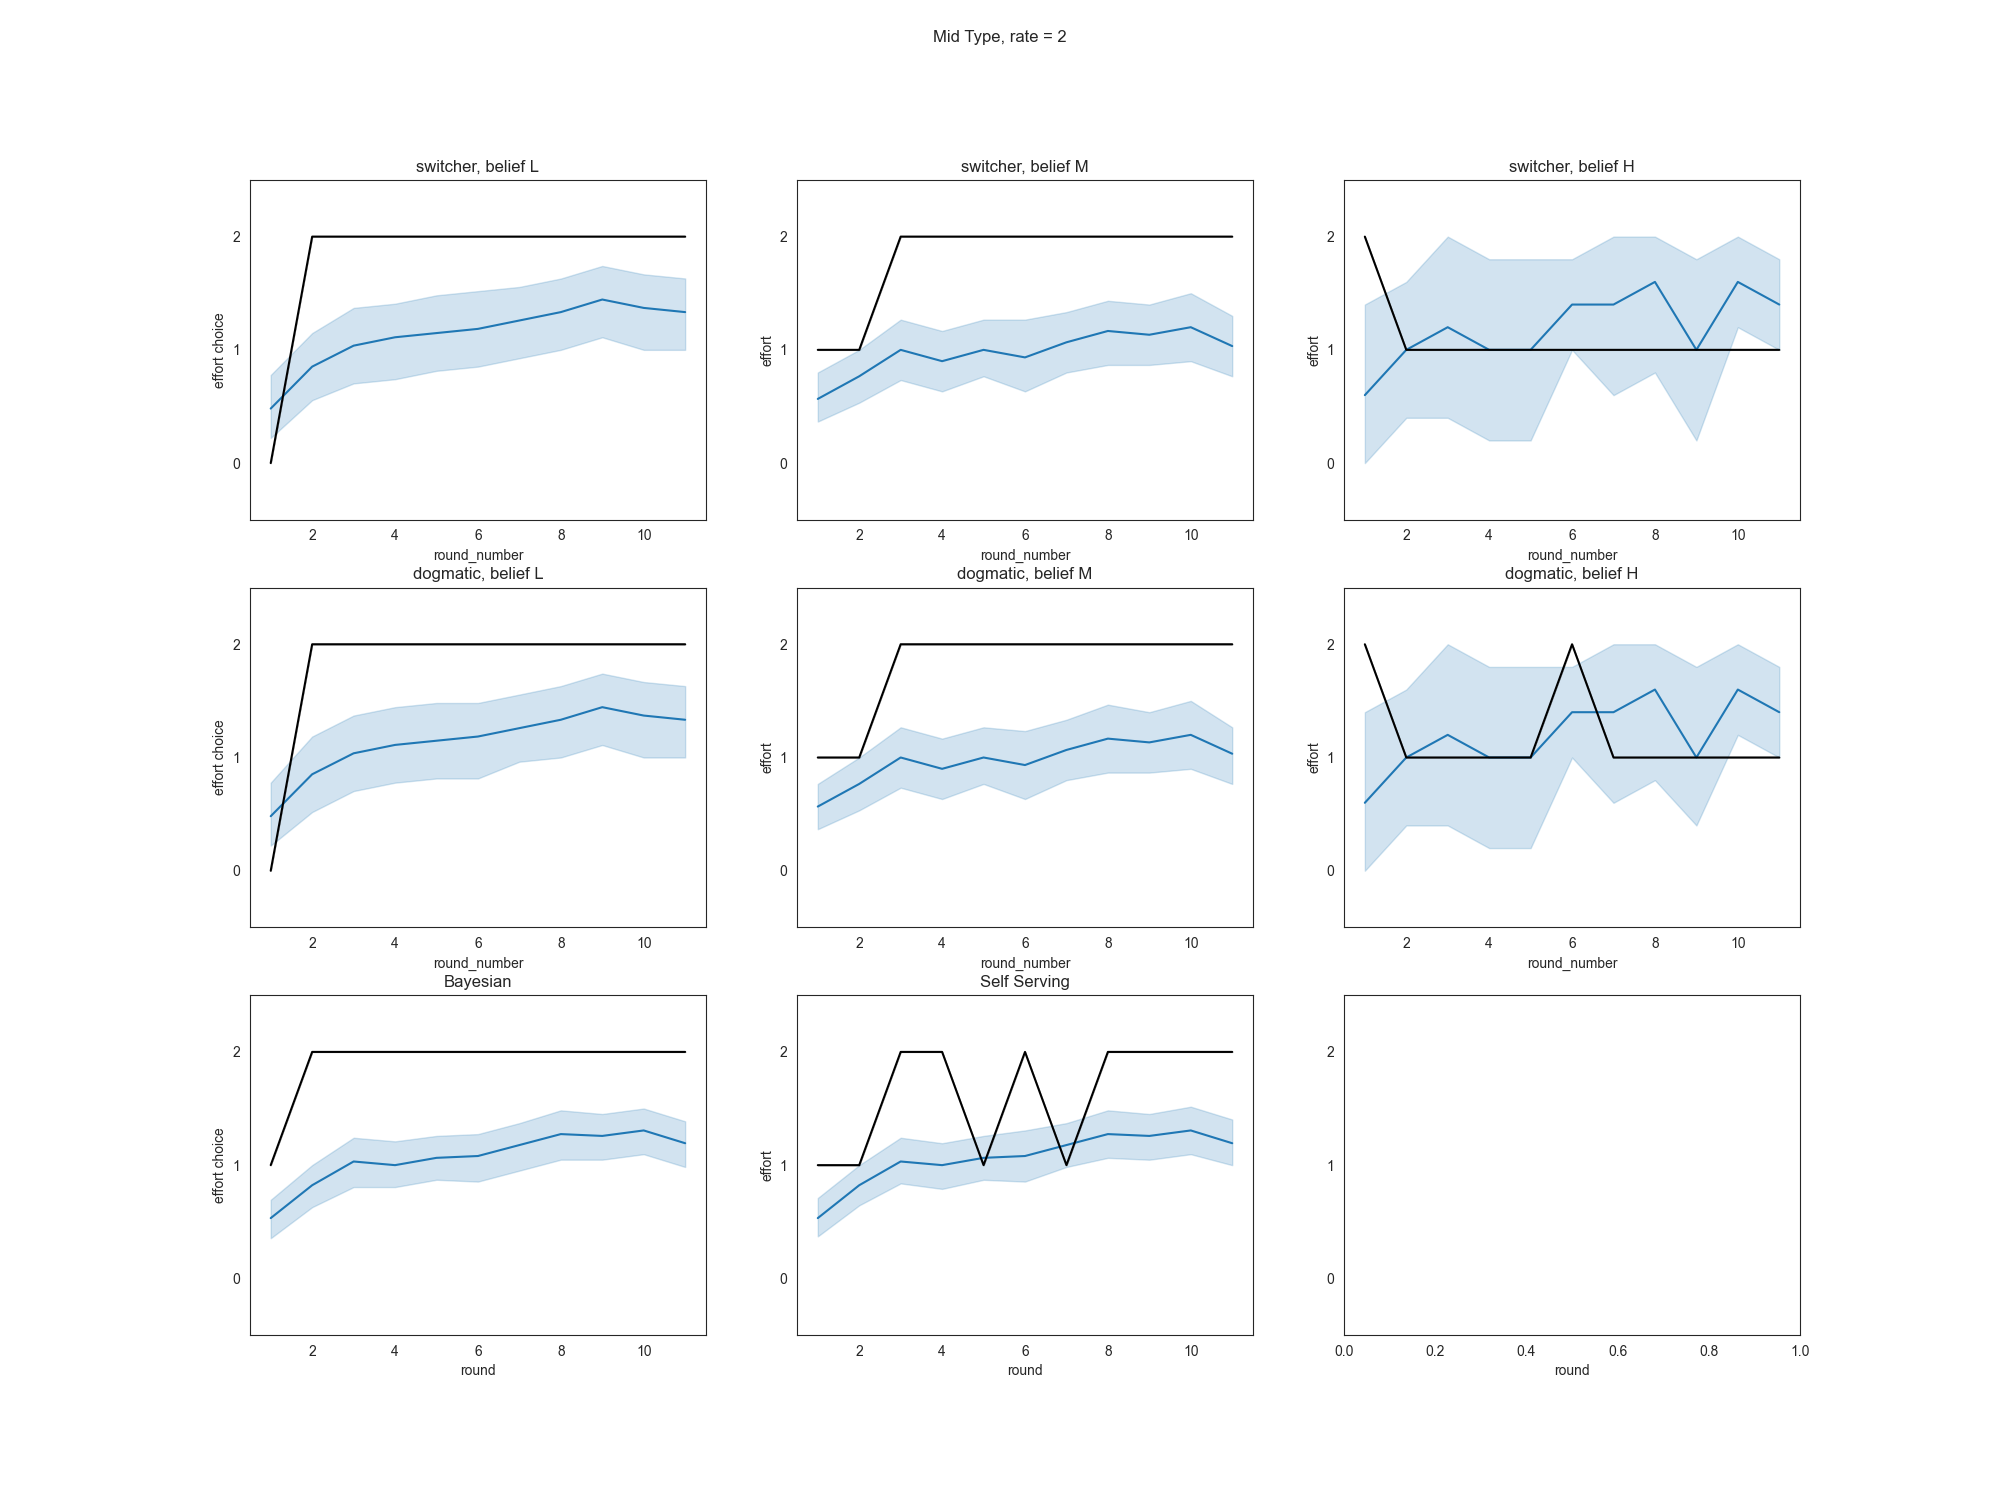 Mid Type, rate = 2
switcher, belief L
switcher, belief M
switcher, belief H
effort choice
2
1
0
2 4 6 8 10
round_number
effort
2
1
0
2 4 6 8 10
round_number
effort
2
1
0
2 4 6 8 10
round_number
dogmatic, belief L
dogmatic, belief M
dogmatic, belief H
effort choice
2
1
0
2 4 6 8 10
round_number
effort
2
1
0
2 4 6 8 10
round_number
effort
2
1
0
2 4 6 8 10
round_number
Bayesian
Self Serving
effort choice
2
1
0
2 4 6 8 10
round
effort
2
1
0
2 4 6 8 10
round
2
1
0
0.0 0.2 0.4 0.6 0.8 1.0
round